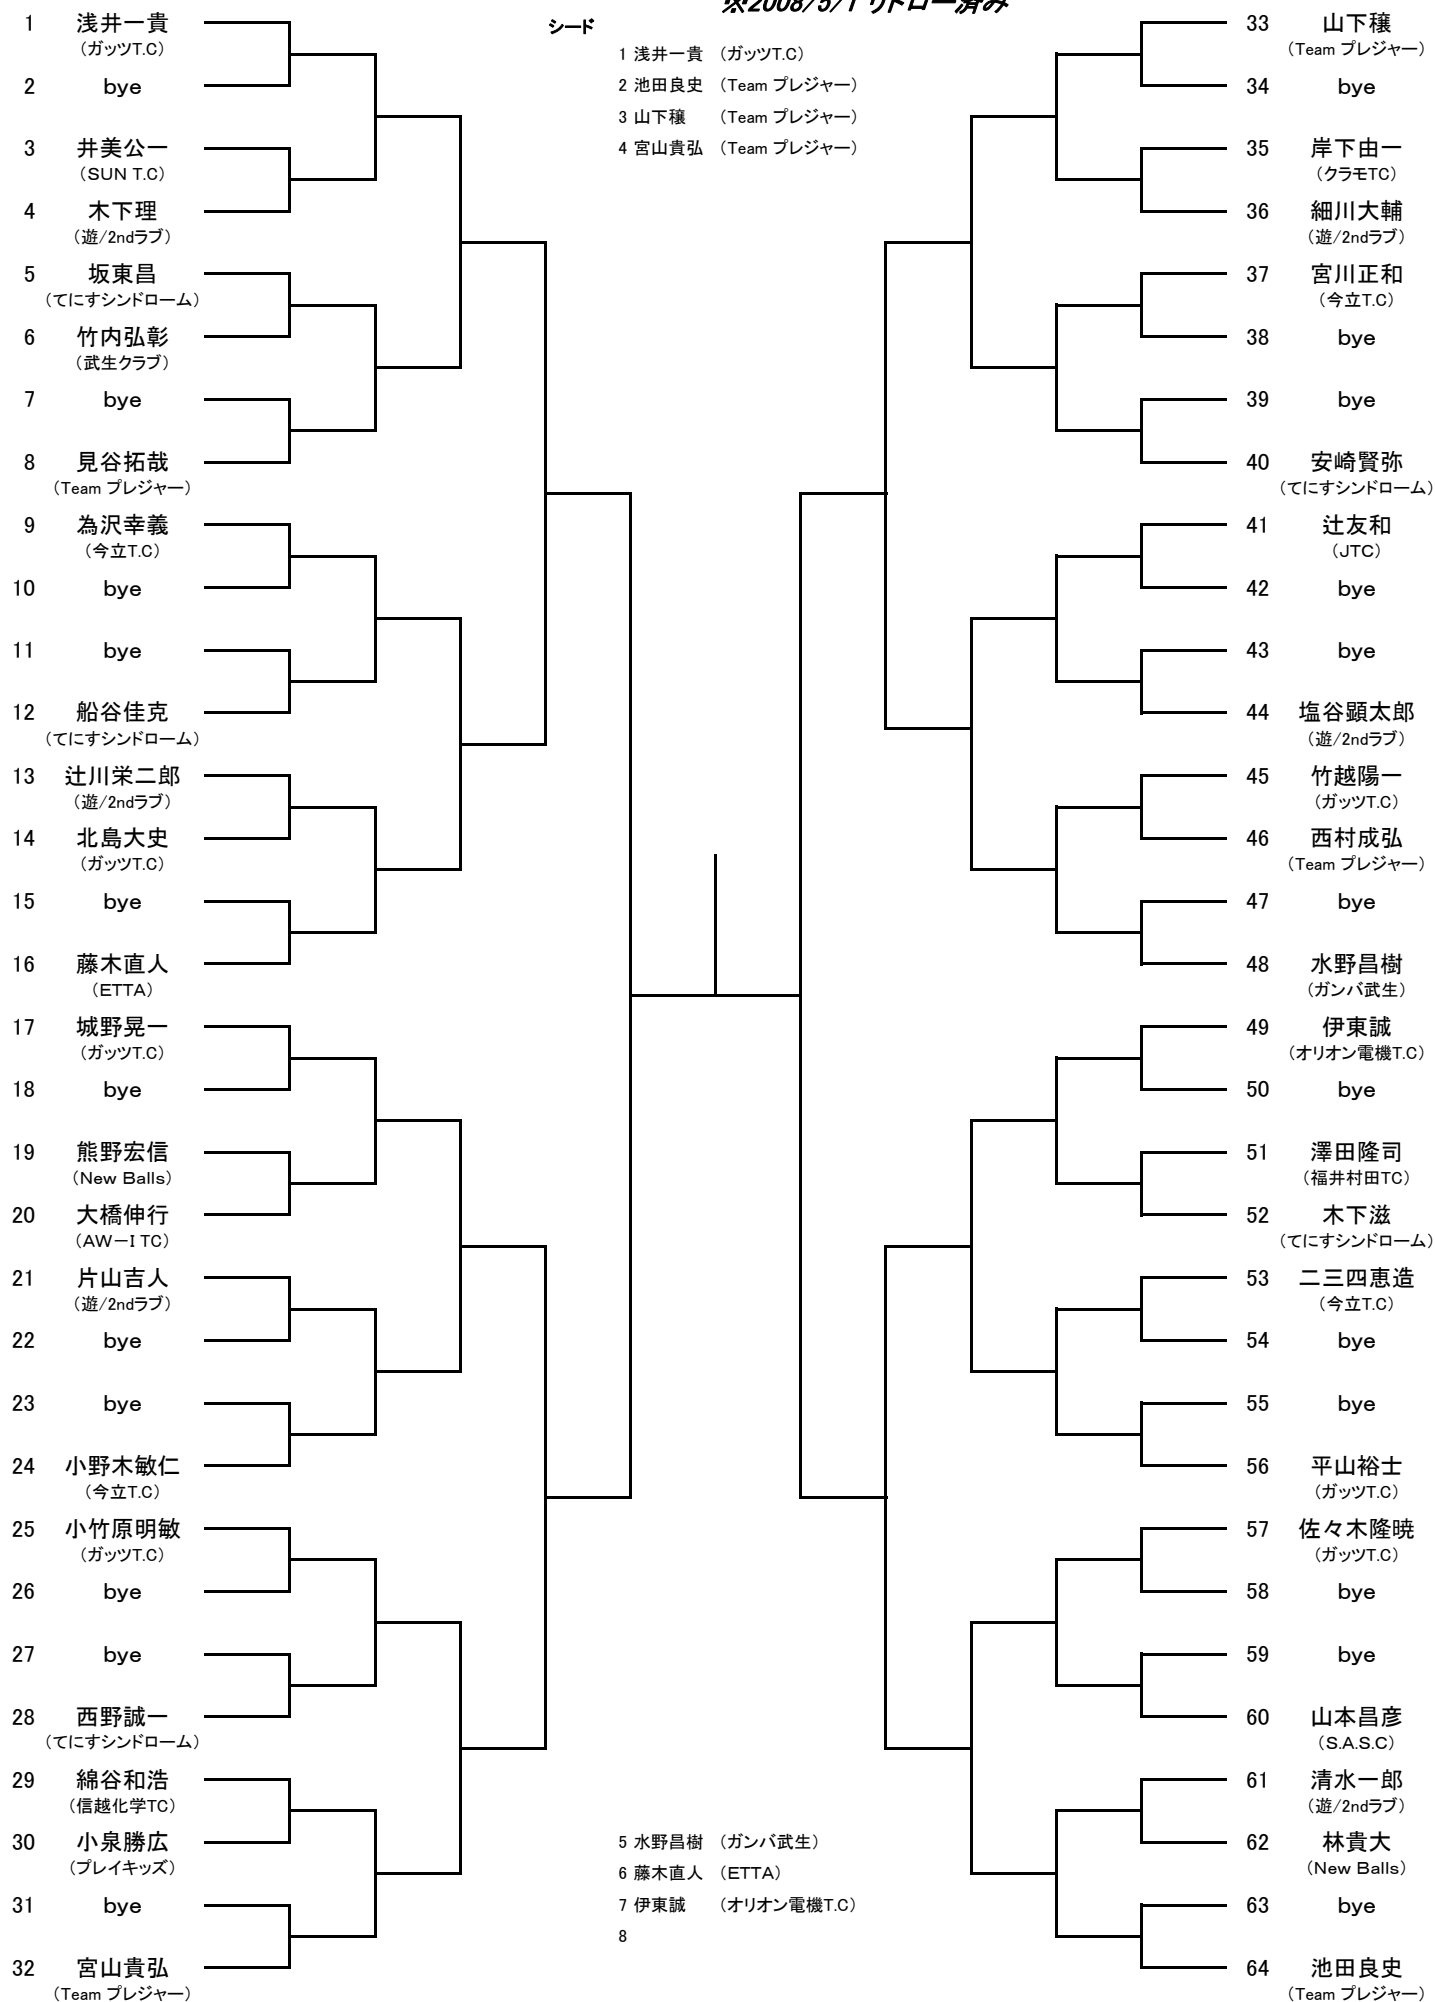 ※2008/5/1 リドロー済み
シード
1 浅井一貴 （ガッツT.C）
2 池田良史 （Team プレジャー）
3 山下穣 （Team プレジャー）
4 宮山貴弘 （Team プレジャー）
1 浅井一貴
（ガッツT.C）
2 bye
3 井美公一
（SUN T.C）
4 木下理
（遊/2ndラブ）
5 坂東昌
（てにすシンドローム）
6 竹内弘彰
（武生クラブ）
7 bye
8 見谷拓哉
（Team プレジャー）
9 為沢幸義
（今立T.C）
10 bye
11 bye
12 船谷佳克
（てにすシンドローム）
13 辻川栄二郎
（遊/2ndラブ）
14 北島大史
（ガッツT.C）
15 bye
16 藤木直人
（ETTA）
17 城野晃一
（ガッツT.C）
18 bye
19 熊野宏信
（New Balls）
20 大橋伸行
（AW－I TC）
21 片山吉人
（遊/2ndラブ）
22 bye
23 bye
24 小野木敏仁
（今立T.C）
25 小竹原明敏
（ガッツT.C）
26 bye
27 bye
28 西野誠一
（てにすシンドローム）
29 綿谷和浩
（信越化学TC）
30 小泉勝広
（プレイキッズ）
31 bye
32 宮山貴弘
（Team プレジャー）
33 山下穣
（Team プレジャー）
34 bye
35 岸下由一
（クラモTC）
36 細川大輔
（遊/2ndラブ）
37 宮川正和
（今立T.C）
38 bye
39 bye
40 安崎賢弥
（てにすシンドローム）
41 辻友和
（JTC）
42 bye
43 bye
44 塩谷顕太郎
（遊/2ndラブ）
45 竹越陽一
（ガッツT.C）
46 西村成弘
（Team プレジャー）
47 bye
48 水野昌樹
（ガンバ武生）
49 伊東誠
（オリオン電機T.C）
50 bye
51 澤田隆司
（福井村田TC）
52 木下滋
（てにすシンドローム）
53 二三四恵造
（今立T.C）
54 bye
55 bye
56 平山裕士
（ガッツT.C）
57 佐々木隆暁
（ガッツT.C）
58 bye
59 bye
60 山本昌彦
（S.A.S.C）
61 清水一郎
（遊/2ndラブ）
62 林貴大
（New Balls）
63 bye
64 池田良史
（Team プレジャー）
5 水野昌樹 （ガンバ武生）
6 藤木直人 （ETTA）
7 伊東誠 （オリオン電機T.C）
8